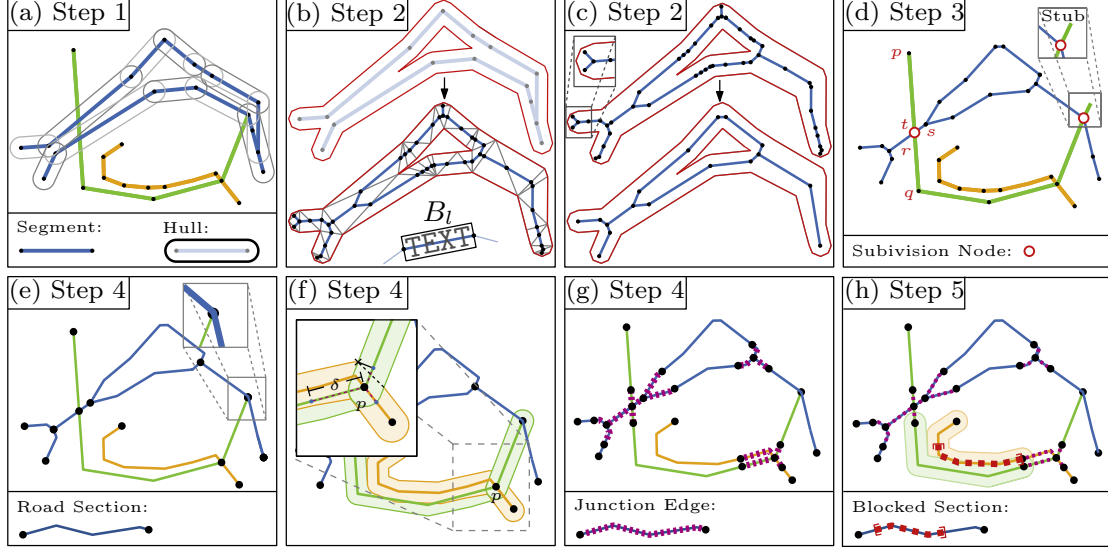 (a) Step 1
Segment:
Hull:
(b) Step 2
B_l
TEXT
(c) Step 2
(d) Step 3
Stub
p
t
s
r
q
Subivision Node:
(e) Step 4
Road Section:
(f) Step 4
δ
p
p
(g) Step 4
Junction Edge:
(h) Step 5
Blocked Section: